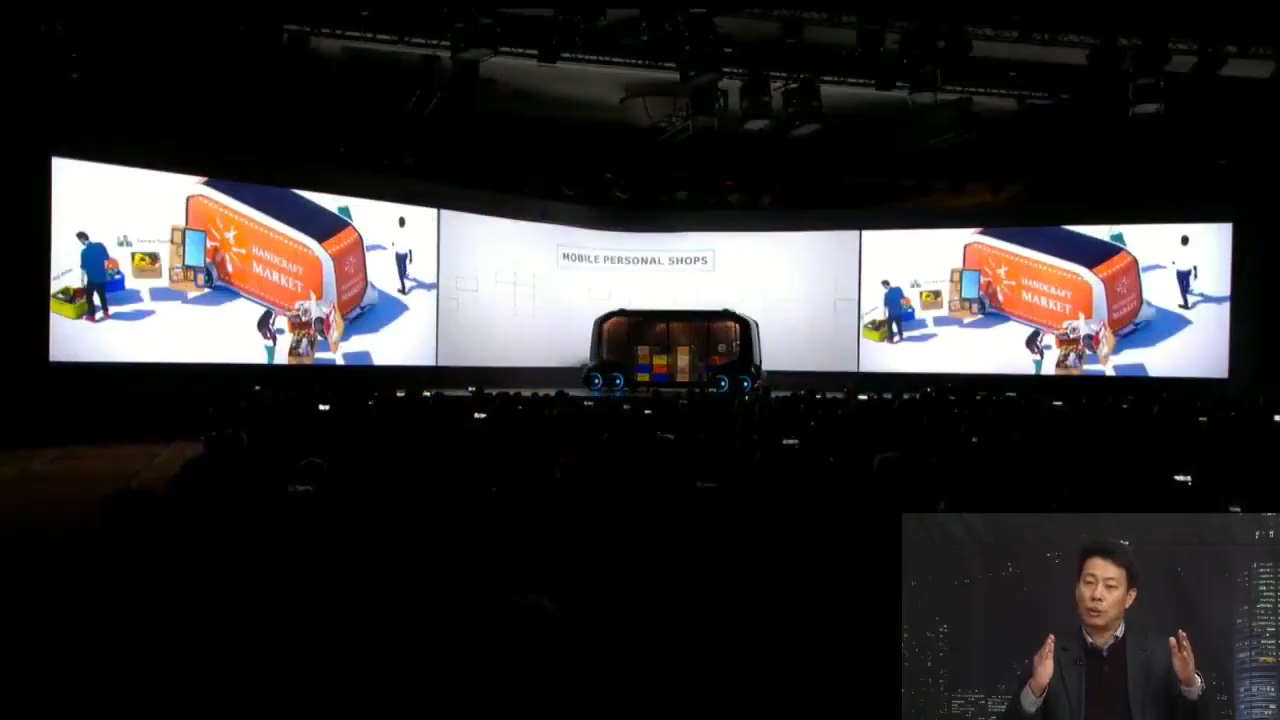 HANDCRAFT
MARKET
MOBILE PERSONAL SHOPS
HANDCRAFT
MARKET